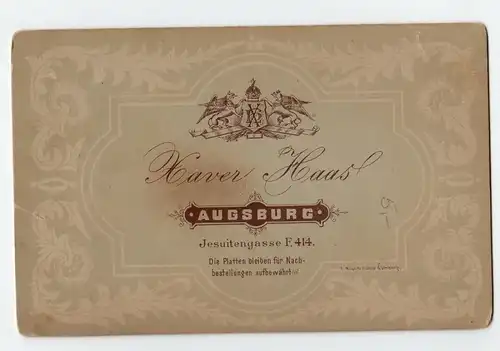 Xaver Haas
AUGSBURG
Jesuitengasse F. 414.
Die Platten bleiben für Nach-
bestellungen aufbewahrt